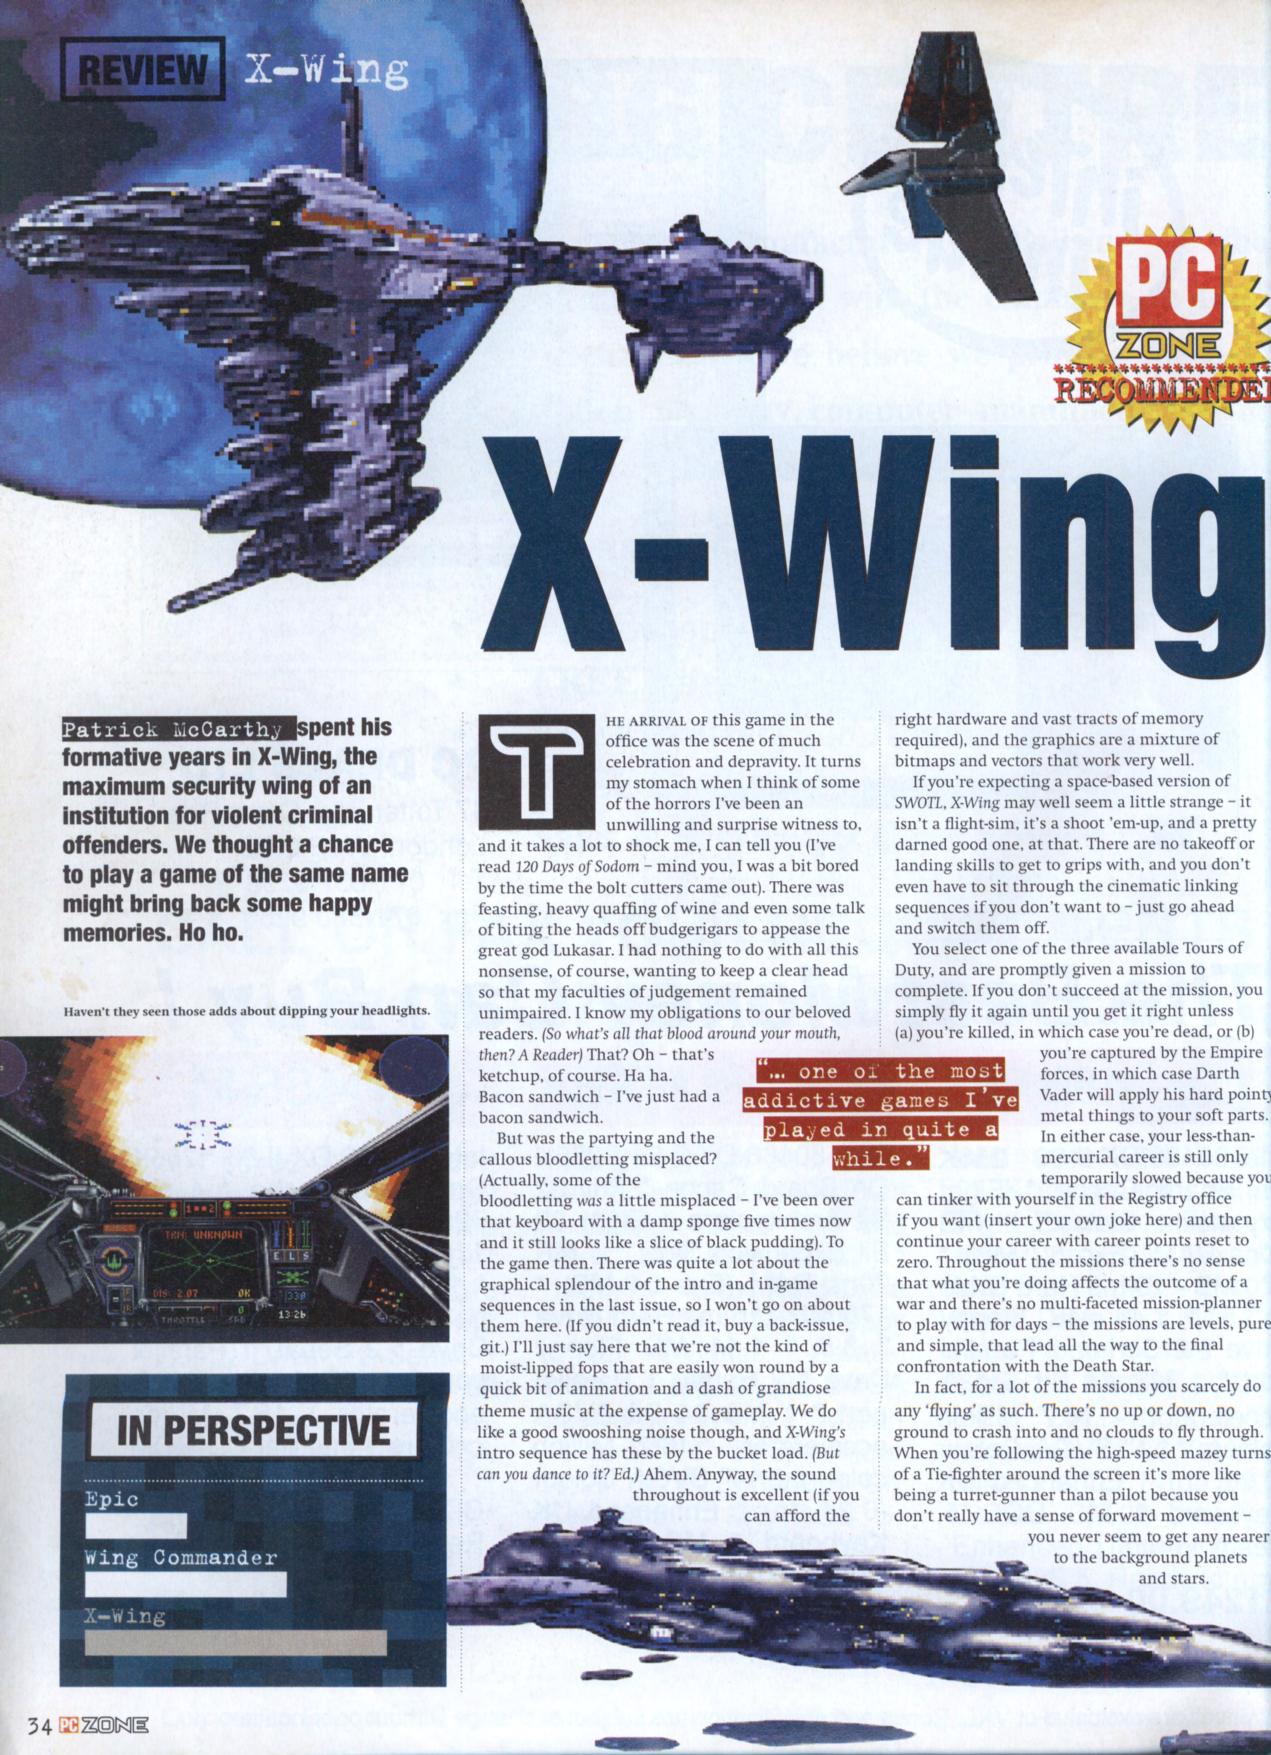 REVIEW X-Wing
PC
ZONE
RECOMMENDED
X-Wing
Patrick McCarthy spent his
formative years in X-Wing, the
maximum security wing of an
institution for violent criminal
offenders. We thought a chance
to play a game of the same name
might bring back some happy
memories. Ho ho.
Haven't they seen those adds about dipping your headlights.
TRN: UNKNOWN
DIS: 2.07 OK
THROTTLE
E L S
330
13:26
IN PERSPECTIVE
Epic
Wing Commander
X-Wing
THE ARRIVAL OF this game in the
office was the scene of much
celebration and depravity. It turns
my stomach when I think of some
of the horrors I've been an
unwilling and surprise witness to,
and it takes a lot to shock me, I can tell you (I've
read 120 Days of Sodom – mind you, I was a bit bored
by the time the bolt cutters came out). There was
feasting, heavy quaffing of wine and even some talk
of biting the heads off budgerigars to appease the
great god Lukasar. I had nothing to do with all this
nonsense, of course, wanting to keep a clear head
so that my faculties of judgement remained
unimpaired. I know my obligations to our beloved
readers. (So what's all that blood around your mouth,
then? A Reader) That? Oh – that's
ketchup, of course. Ha ha.
Bacon sandwich – I've just had a
bacon sandwich.
But was the partying and the
callous bloodletting misplaced?
(Actually, some of the
bloodletting was a little misplaced – I've been over
that keyboard with a damp sponge five times now
and it still looks like a slice of black pudding). To
the game then. There was quite a lot about the
graphical splendour of the intro and in-game
sequences in the last issue, so I won't go on about
them here. (If you didn't read it, buy a back-issue,
git.) I'll just say here that we're not the kind of
moist-lipped fops that are easily won round by a
quick bit of animation and a dash of grandiose
theme music at the expense of gameplay. We do
like a good swooshing noise though, and X-Wing's
intro sequence has these by the bucket load. (But
can you dance to it? Ed.) Ahem. Anyway, the sound
throughout is excellent (if you
can afford the
"... one of the most
addictive games I've
played in quite a
while."
right hardware and vast tracts of memory
required), and the graphics are a mixture of
bitmaps and vectors that work very well.
If you're expecting a space-based version of
SWOTL, X-Wing may well seem a little strange – it
isn't a flight-sim, it's a shoot 'em-up, and a pretty
darned good one, at that. There are no takeoff or
landing skills to get to grips with, and you don't
even have to sit through the cinematic linking
sequences if you don't want to – just go ahead
and switch them off.
You select one of the three available Tours of
Duty, and are promptly given a mission to
complete. If you don't succeed at the mission, you
simply fly it again until you get it right unless
(a) you're killed, in which case you're dead, or (b)
you're captured by the Empire
forces, in which case Darth
Vader will apply his hard pointy
metal things to your soft parts.
In either case, your less-than-
mercurial career is still only
temporarily slowed because you
can tinker with yourself in the Registry office
if you want (insert your own joke here) and then
continue your career with career points reset to
zero. Throughout the missions there's no sense
that what you're doing affects the outcome of a
war and there's no multi-faceted mission-planner
to play with for days – the missions are levels, pure
and simple, that lead all the way to the final
confrontation with the Death Star.
In fact, for a lot of the missions you scarcely do
any 'flying' as such. There's no up or down, no
ground to crash into and no clouds to fly through.
When you're following the high-speed mazey turns
of a Tie-fighter around the screen it's more like
being a turret-gunner than a pilot because you
don't really have a sense of forward movement –
you never seem to get any nearer
to the background planets
and stars.
34 PC ZONE